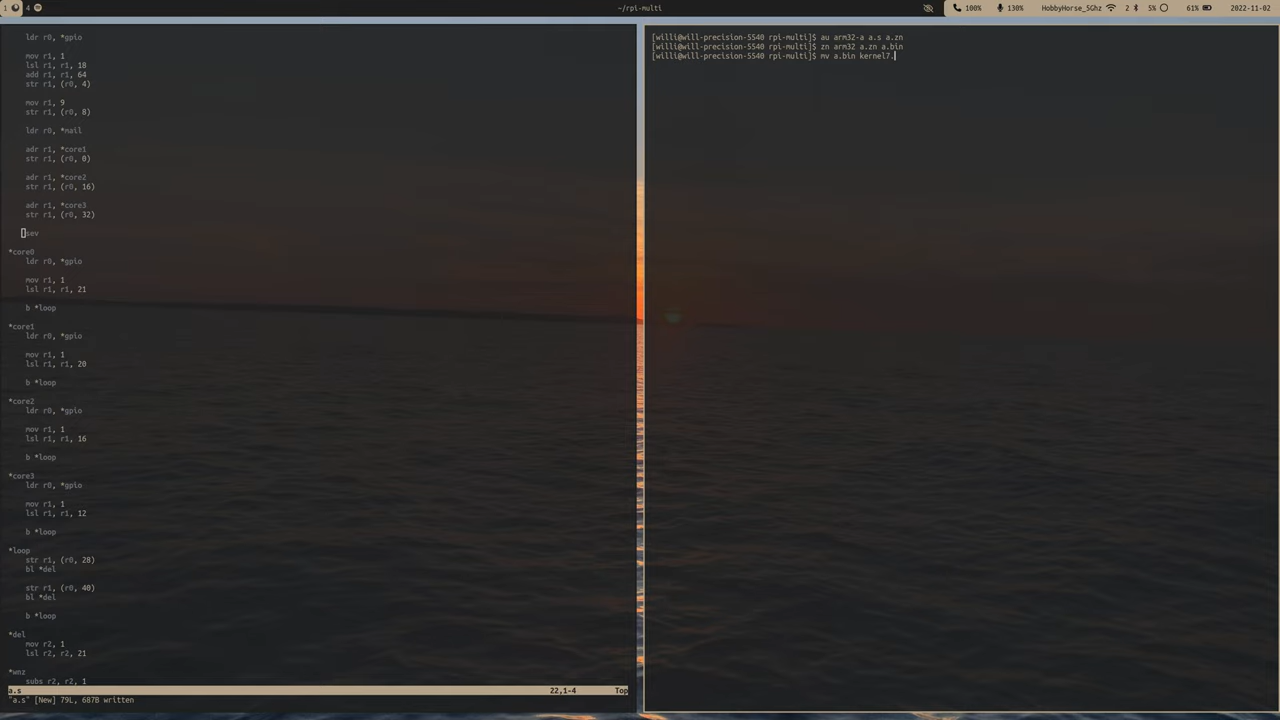 1 4 ~/rpi-multi 100% 130% HobbyHorse_5Ghz 2 5% 61% 2022-11-02
ldr r0, *gpio
mov r1, 1
lsl r1, r1, 18
add r1, r1, 64
str r1, (r0, 4)
mov r1, 9
str r1, (r0, 8)
ldr r0, *mail
adr r1, *core1
str r1, (r0, 0)
adr r1, *core2
str r1, (r0, 16)
adr r1, *core3
str r1, (r0, 32)
sev
*core0
ldr r0, *gpio
mov r1, 1
lsl r1, r1, 21
b *loop
*core1
ldr r0, *gpio
mov r1, 1
lsl r1, r1, 20
b *loop
*core2
ldr r0, *gpio
mov r1, 1
lsl r1, r1, 16
b *loop
*core3
ldr r0, *gpio
mov r1, 1
lsl r1, r1, 12
b *loop
*loop
str r1, (r0, 28)
bl *del
str r1, (r0, 40)
bl *del
b *loop
*del
mov r2, 1
lsl r2, r2, 21
*wnz
subs r2, r2, 1
a.s 22,1-4 Top
"a.s" [New] 79L, 687B written
[willi@will-precision-5540 rpi-multi]$ au arm32-a a.s a.zn
[willi@will-precision-5540 rpi-multi]$ zn arm32 a.zn a.bin
[willi@will-precision-5540 rpi-multi]$ mv a.bin kernel7.